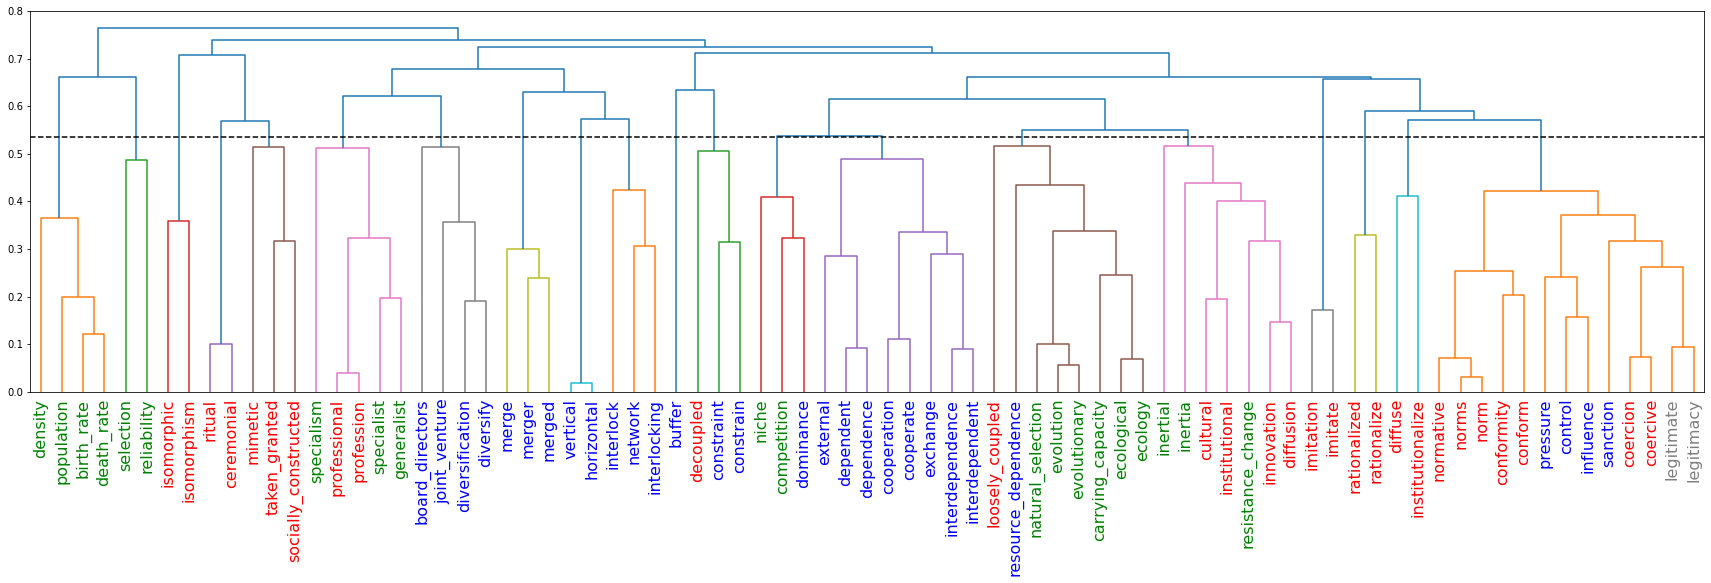 0.8
0.7
0.6
0.5
0.4
0.3
0.2
0.1
0.0
density
population
birth_rate
death_rate
selection
reliability
isomorphic
isomorphism
ritual
ceremonial
mimetic
taken_granted
socially_constructed
specialism
professional
profession
specialist
generalist
board_directors
joint_venture
diversification
diversify
merge
merger
merged
vertical
horizontal
interlock
network
interlocking
buffer
decoupled
constraint
constrain
niche
competition
dominance
external
dependent
dependence
cooperation
cooperate
exchange
interdependence
interdependent
loosely_coupled
resource_dependence
natural_selection
evolution
evolutionary
carrying_capacity
ecological
ecology
inertial
inertia
cultural
institutional
resistance_change
innovation
diffusion
imitation
imitate
rationalized
rationalize
diffuse
institutionalize
normative
norms
norm
conformity
conform
pressure
control
influence
sanction
coercion
coercive
legitimate
legitimacy